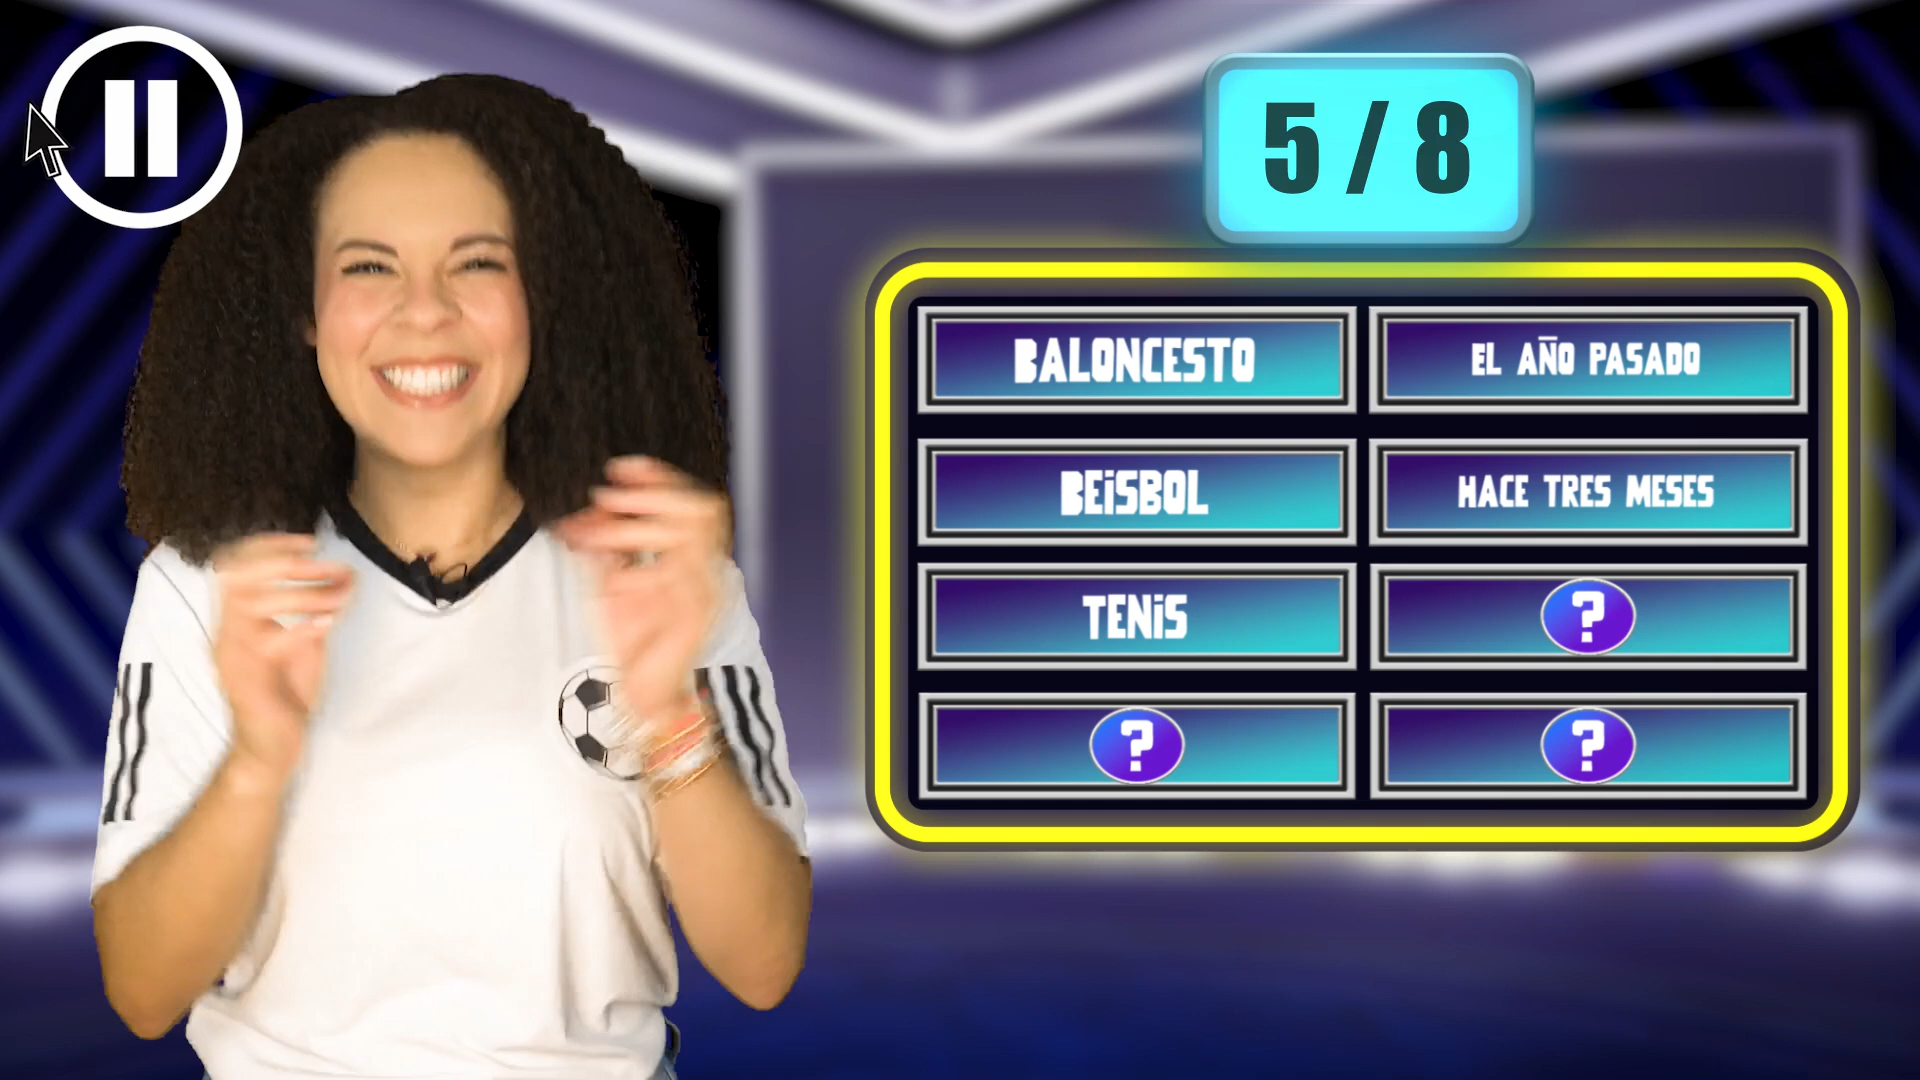 5 / 8
BALONCESTO
EL AÑO PASADO
BEiSBOL
HACE TRES MESES
TENiS
?
?
?